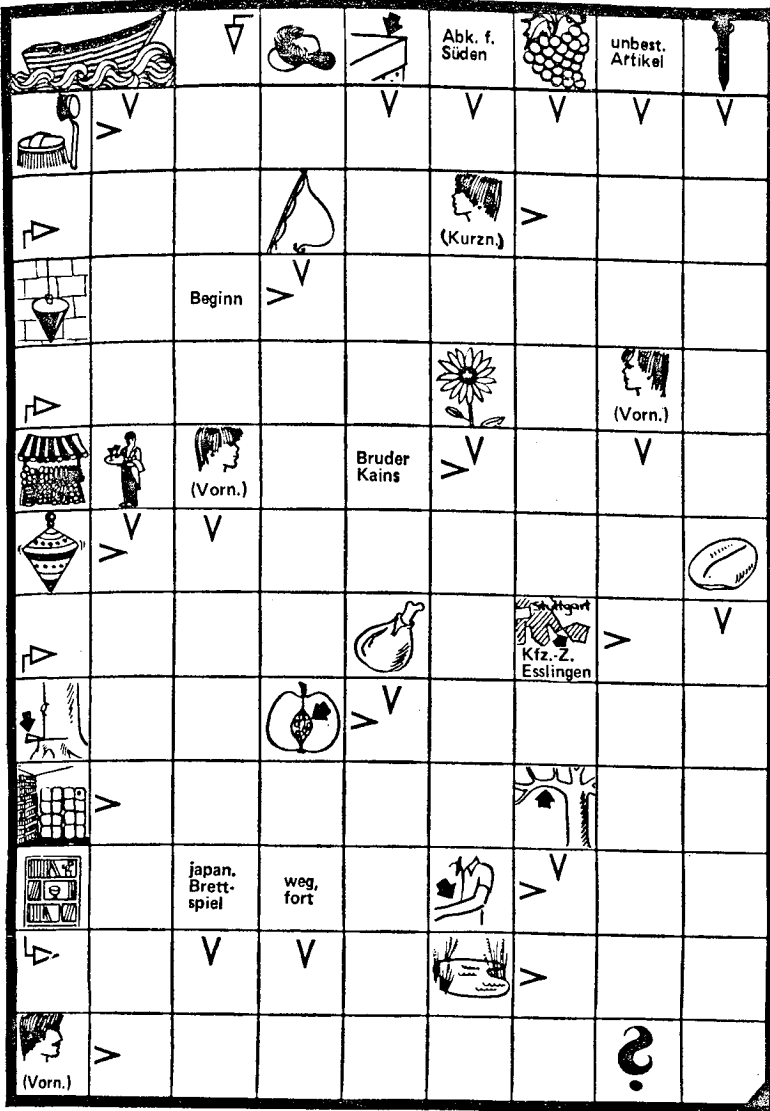 Abk. f.
Süden
unbest.
Artikel
(Kurzn.)
Beginn
(Vorn.)
(Vorn.)
Bruder
Kains
Stuttgart
Kfz.-Z.
Esslingen
japan.
Brett-
spiel
weg,
fort
(Vorn.)
?